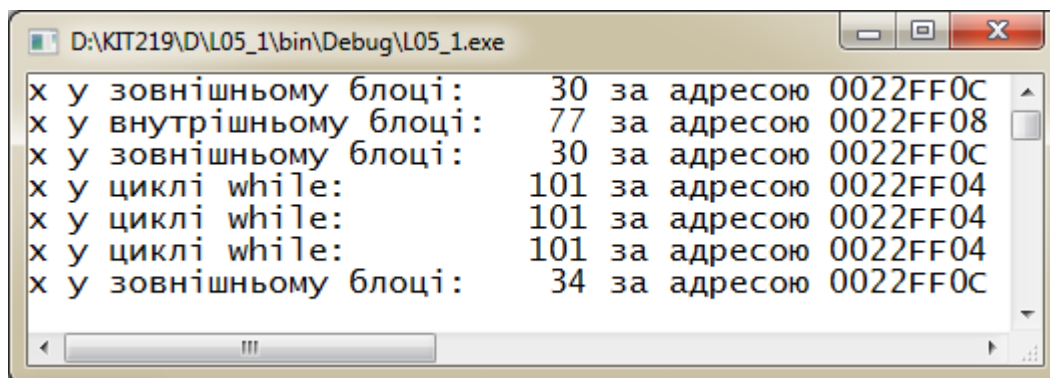 D:\KIT219\D\L05_1\bin\Debug\L05_1.exe
x у зовнішньому блоці: 30 за адресою 0022FF0C
x у внутрішньому блоці: 77 за адресою 0022FF08
x у зовнішньому блоці: 30 за адресою 0022FF0C
x у циклі while: 101 за адресою 0022FF04
x у циклі while: 101 за адресою 0022FF04
x у циклі while: 101 за адресою 0022FF04
x у зовнішньому блоці: 34 за адресою 0022FF0C